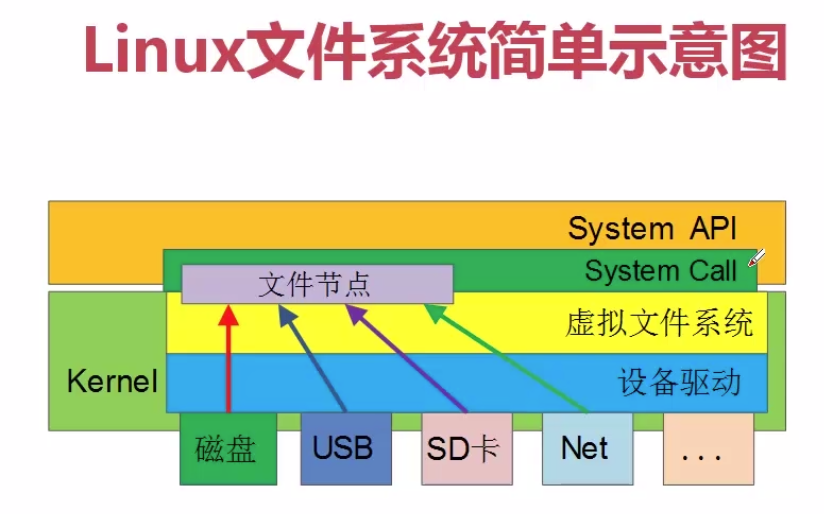 Linux文件系统简单示意图
System API
System Call
文件节点
虚拟文件系统
Kernel
设备驱动
磁盘
USB
SD卡
Net
...